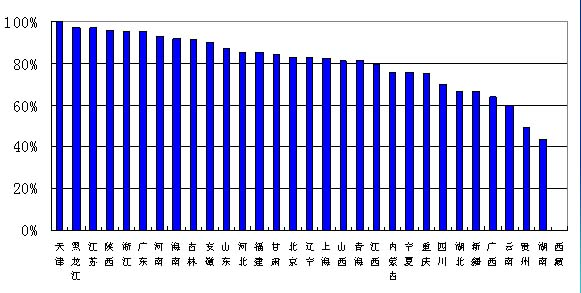 100%
80%
60%
40%
20%
0%
天津
黑龙江
江苏
陕西
浙江
广东
河南
海南
吉林
安徽
山东
河北
福建
甘肃
北京
辽宁
上海
山西
青海
江西
内蒙古
宁夏
重庆
四川
湖北
新疆
广西
云南
贵州
湖南
西藏